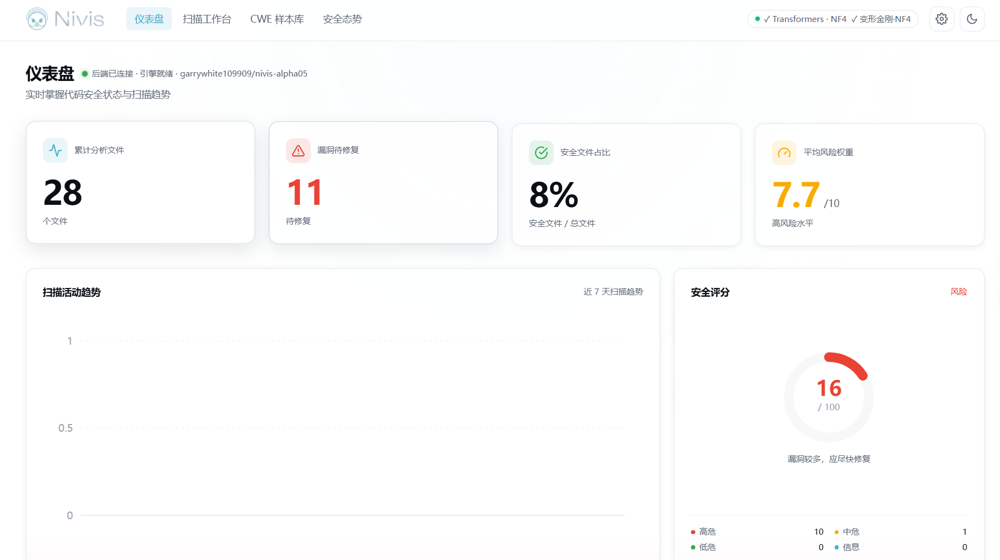 Nivis
仪表盘
扫描工作台
CWE 样本库
安全态势
✓ Transformers · NF4 ✓ 变形金刚·NF4
仪表盘
后端已连接 · 引擎就绪 · garrywhite109909/nivis-alpha05
实时掌握代码安全状态与扫描趋势
累计分析文件
28
个文件
漏洞待修复
11
待修复
安全文件占比
8%
安全文件 / 总文件
平均风险权重
7.7 /10
高风险水平
扫描活动趋势
近 7 天扫描趋势
1
0.5
0
安全评分
风险
16
/ 100
漏洞较多，应尽快修复
高危 10
中危 1
低危 0
信息 0